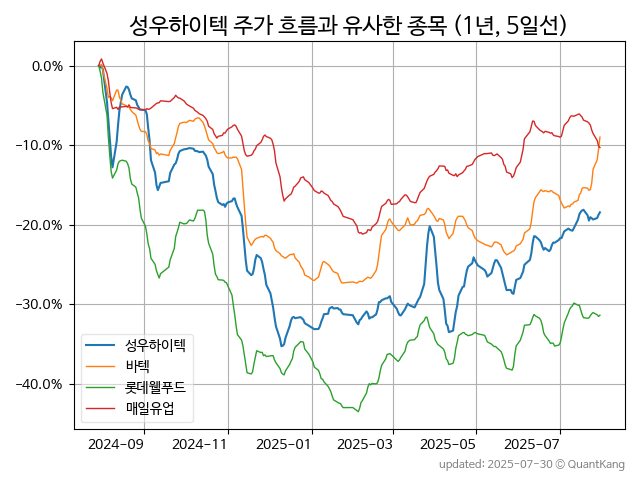 성우하이텍 주가 흐름과 유사한 종목 (1년, 5일선)
0.0%
−10.0%
−20.0%
−30.0%
−40.0%
성우하이텍
바텍
롯데웰푸드
매일유업
2024-09
2024-11
2025-01
2025-03
2025-05
2025-07
updated: 2025-07-30 © QuantKang